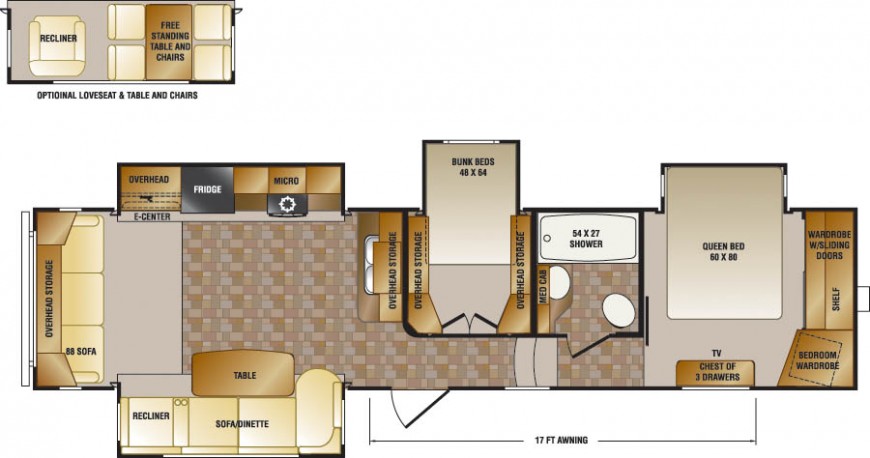 RECLINER
FREE
STANDING
TABLE AND
CHAIRS
OPTIOINAL LOVESEAT & TABLE AND CHAIRS
OVERHEAD
FRIDGE
MICRO
E-CENTER
OVERHEAD STORAGE
88 SOFA
OVERHEAD STORAGE
BUNK BEDS
48 X 64
OVERHEAD STORAGE
OVERHEAD STORAGE
54 X 27
SHOWER
MED CAB
QUEEN BED
60 X 80
WARDROBE
W/SLIDING
DOORS
SHELF
TV
CHEST OF
3 DRAWERS
BEDROOM
WARDROBE
TABLE
RECLINER
SOFA/DINETTE
17 FT AWNING